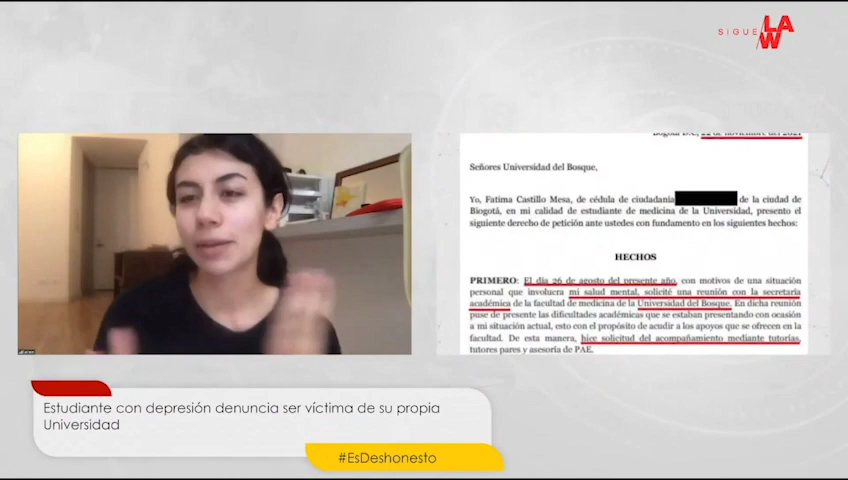 SIGUE LA W
Bogotá D.C, 22 de noviembre del 2021
Señores Universidad del Bosque,
Yo, Fatima Castillo Mesa, de cédula de ciudadanía de la ciudad de
Biogotá, en mi calidad de estudiante de medicina de la Universidad, presento el
siguiente derecho de petición ante ustedes con fundamento en los siguientes hechos:
HECHOS
PRIMERO: El día 26 de agosto del presente año, con motivos de una situación
personal que involucra mi salud mental, solicité una reunión con la secretaría
académica de la facultad de medicina de la Universidad del Bosque. En dicha reunión
puse de presente las dificultades académicas que se estaban presentando con ocasión
a mi situación actual, esto con el propósito de acudir a los apoyos que se ofrecen en la
facultad. De esta manera, hice solicitud del acompañamiento mediante tutorías,
tutores pares y asesoría de PAE.
Estudiante con depresión denuncia ser víctima de su propia
Universidad
#EsDeshonesto